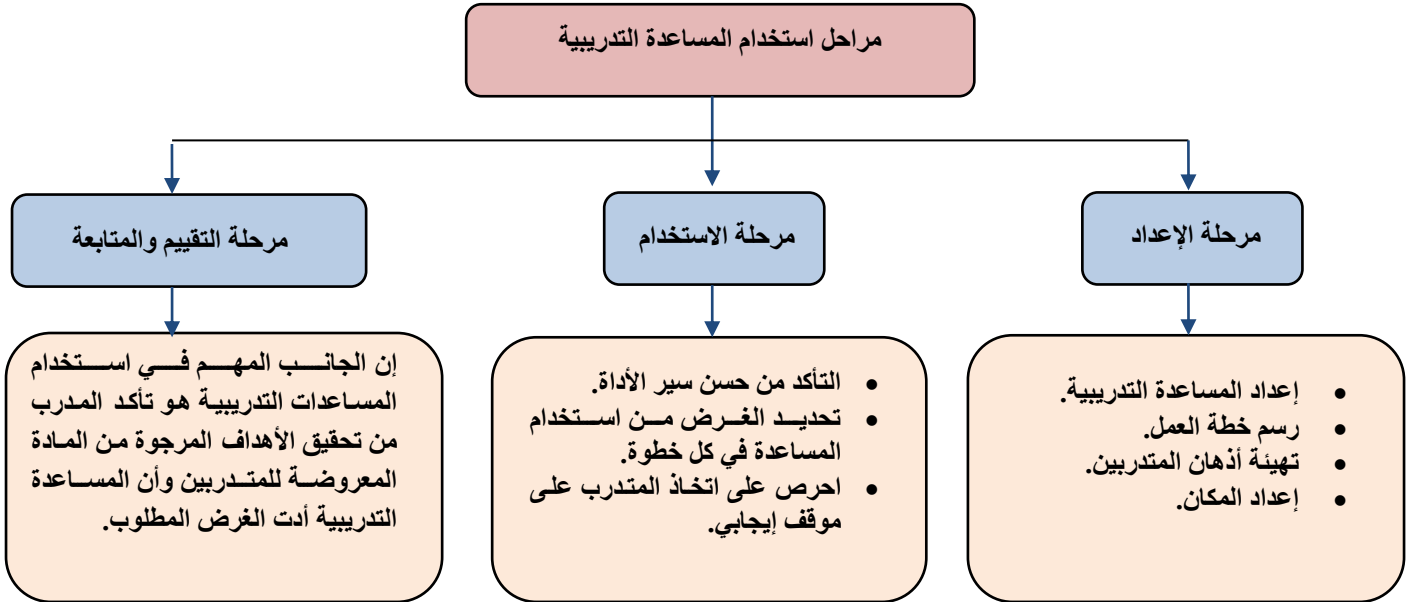 مراحل استخدام المساعدة التدريبية
مرحلة الإعداد
مرحلة الاستخدام
مرحلة التقييم والمتابعة
• إعداد المساعدة التدريبية.
• رسم خطة العمل.
• تهيئة أذهان المتدربين.
• إعداد المكان.
• التأكد من حسن سير الأداة.
• تحديد الغرض من استخدام
المساعدة في كل خطوة.
• احرص على اتخاذ المتدرب على
موقف إيجابي.
إن الجانب المهم في استخدام
المساعدات التدريبية هو تأكد المدرب
من تحقيق الأهداف المرجوة من المادة
المعروضة للمتدربين وأن المساعدة
التدريبية أدت الغرض المطلوب.